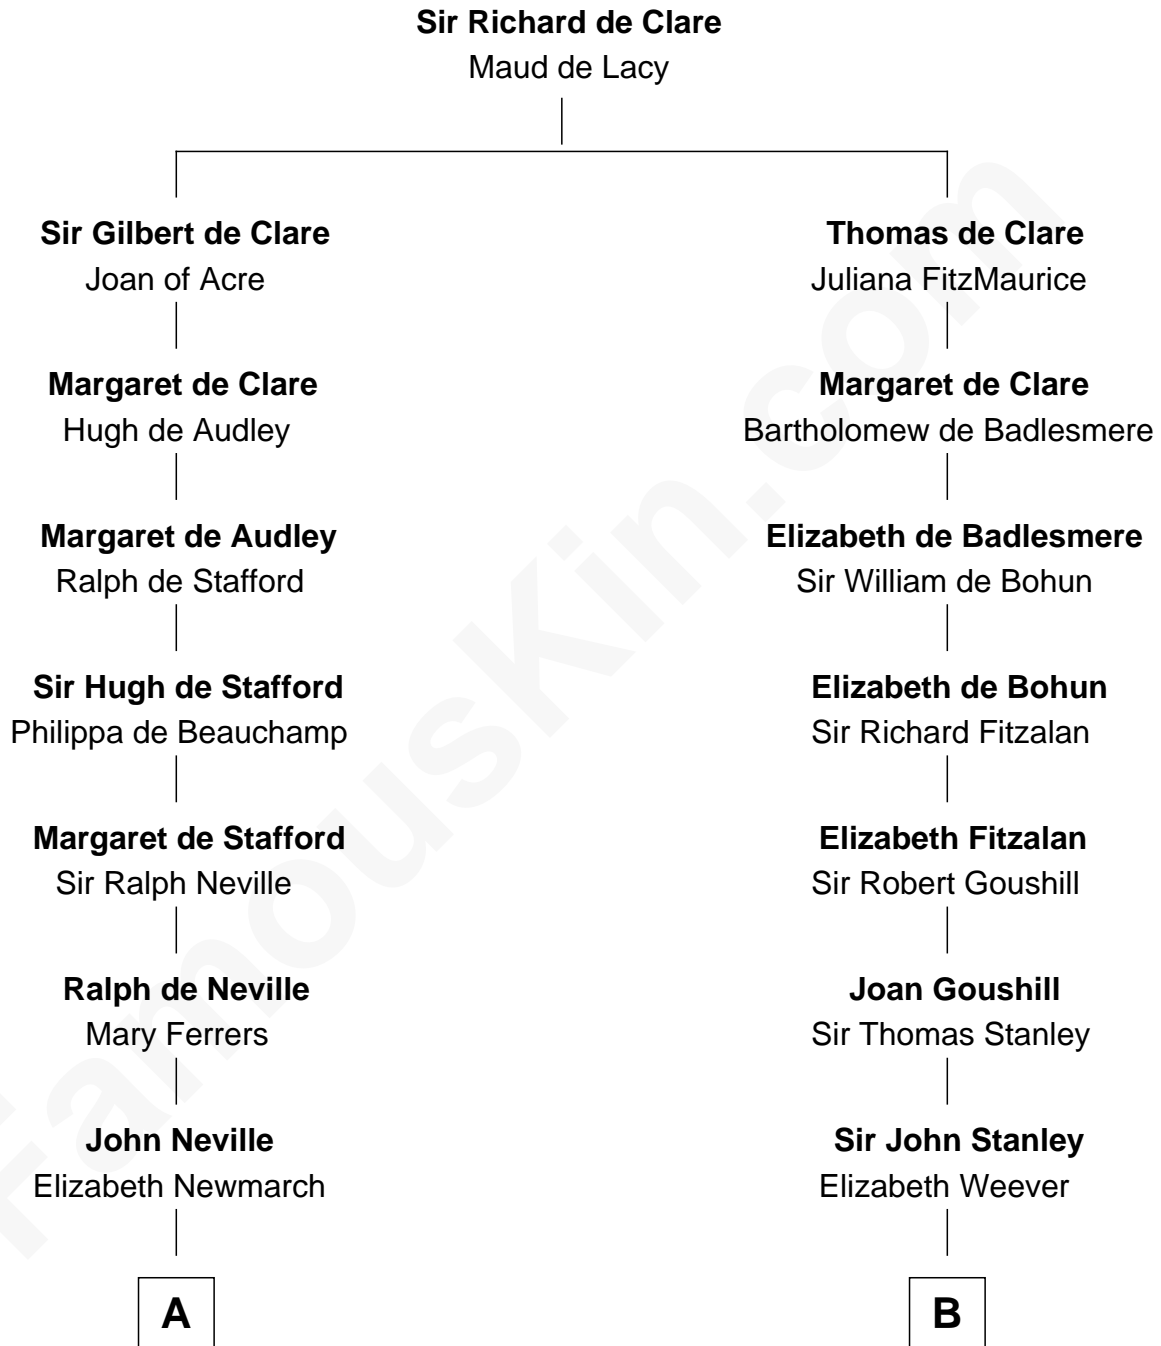 Sir Richard de Clare
Maud de Lacy
Sir Gilbert de Clare
Joan of Acre
Thomas de Clare
Juliana FitzMaurice
Margaret de Clare
Hugh de Audley
Margaret de Clare
Bartholomew de Badlesmere
Margaret de Audley
Ralph de Stafford
Elizabeth de Badlesmere
Sir William de Bohun
Sir Hugh de Stafford
Philippa de Beauchamp
Elizabeth de Bohun
Sir Richard Fitzalan
Margaret de Stafford
Sir Ralph Neville
Elizabeth Fitzalan
Sir Robert Goushill
Ralph de Neville
Mary Ferrers
Joan Goushill
Sir Thomas Stanley
John Neville
Elizabeth Newmarch
Sir John Stanley
Elizabeth Weever
A
B
FamousKin.com